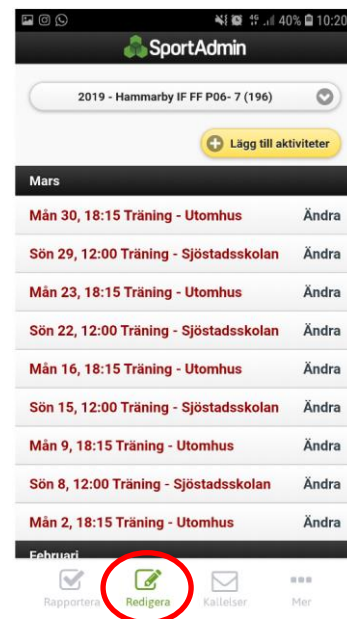 40% 10:20
SportAdmin
2019 - Hammarby IF FF P06- 7 (196)
Lägg till aktiviteter
Mars
Mån 30, 18:15 Träning - Utomhus Ändra
Sön 29, 12:00 Träning - Sjöstadsskolan Ändra
Mån 23, 18:15 Träning - Utomhus Ändra
Sön 22, 12:00 Träning - Sjöstadsskolan Ändra
Mån 16, 18:15 Träning - Utomhus Ändra
Sön 15, 12:00 Träning - Sjöstadsskolan Ändra
Mån 9, 18:15 Träning - Utomhus Ändra
Sön 8, 12:00 Träning - Sjöstadsskolan Ändra
Mån 2, 18:15 Träning - Utomhus Ändra
Februari
Rapportera Redigera Kallelser Mer